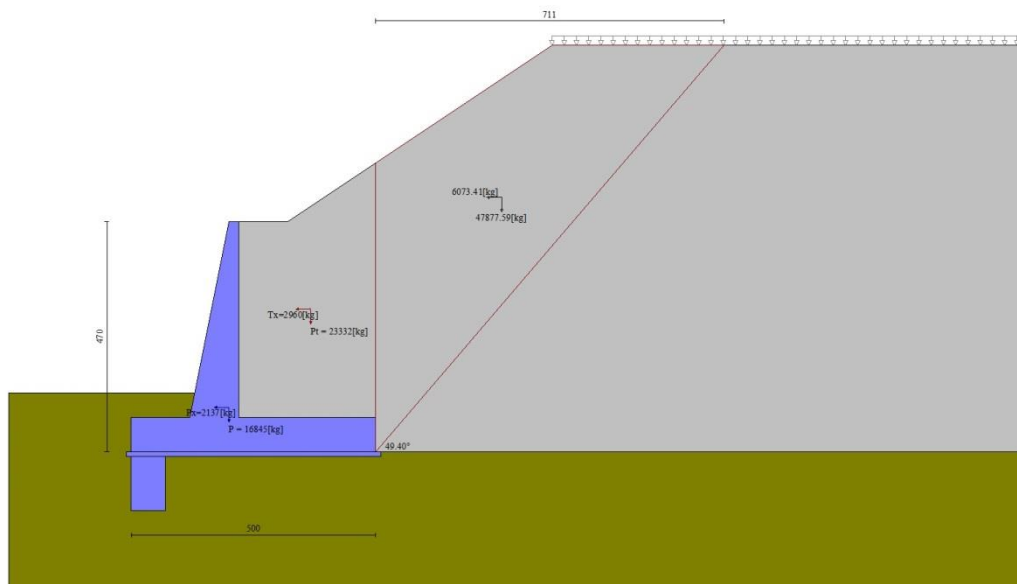 711
6073.41[kg]
47877.59[kg]
470
Tx=2960[kg]
Pt = 23332[kg]
Px=2137[kg]
P = 16845[kg]
49.40°
500